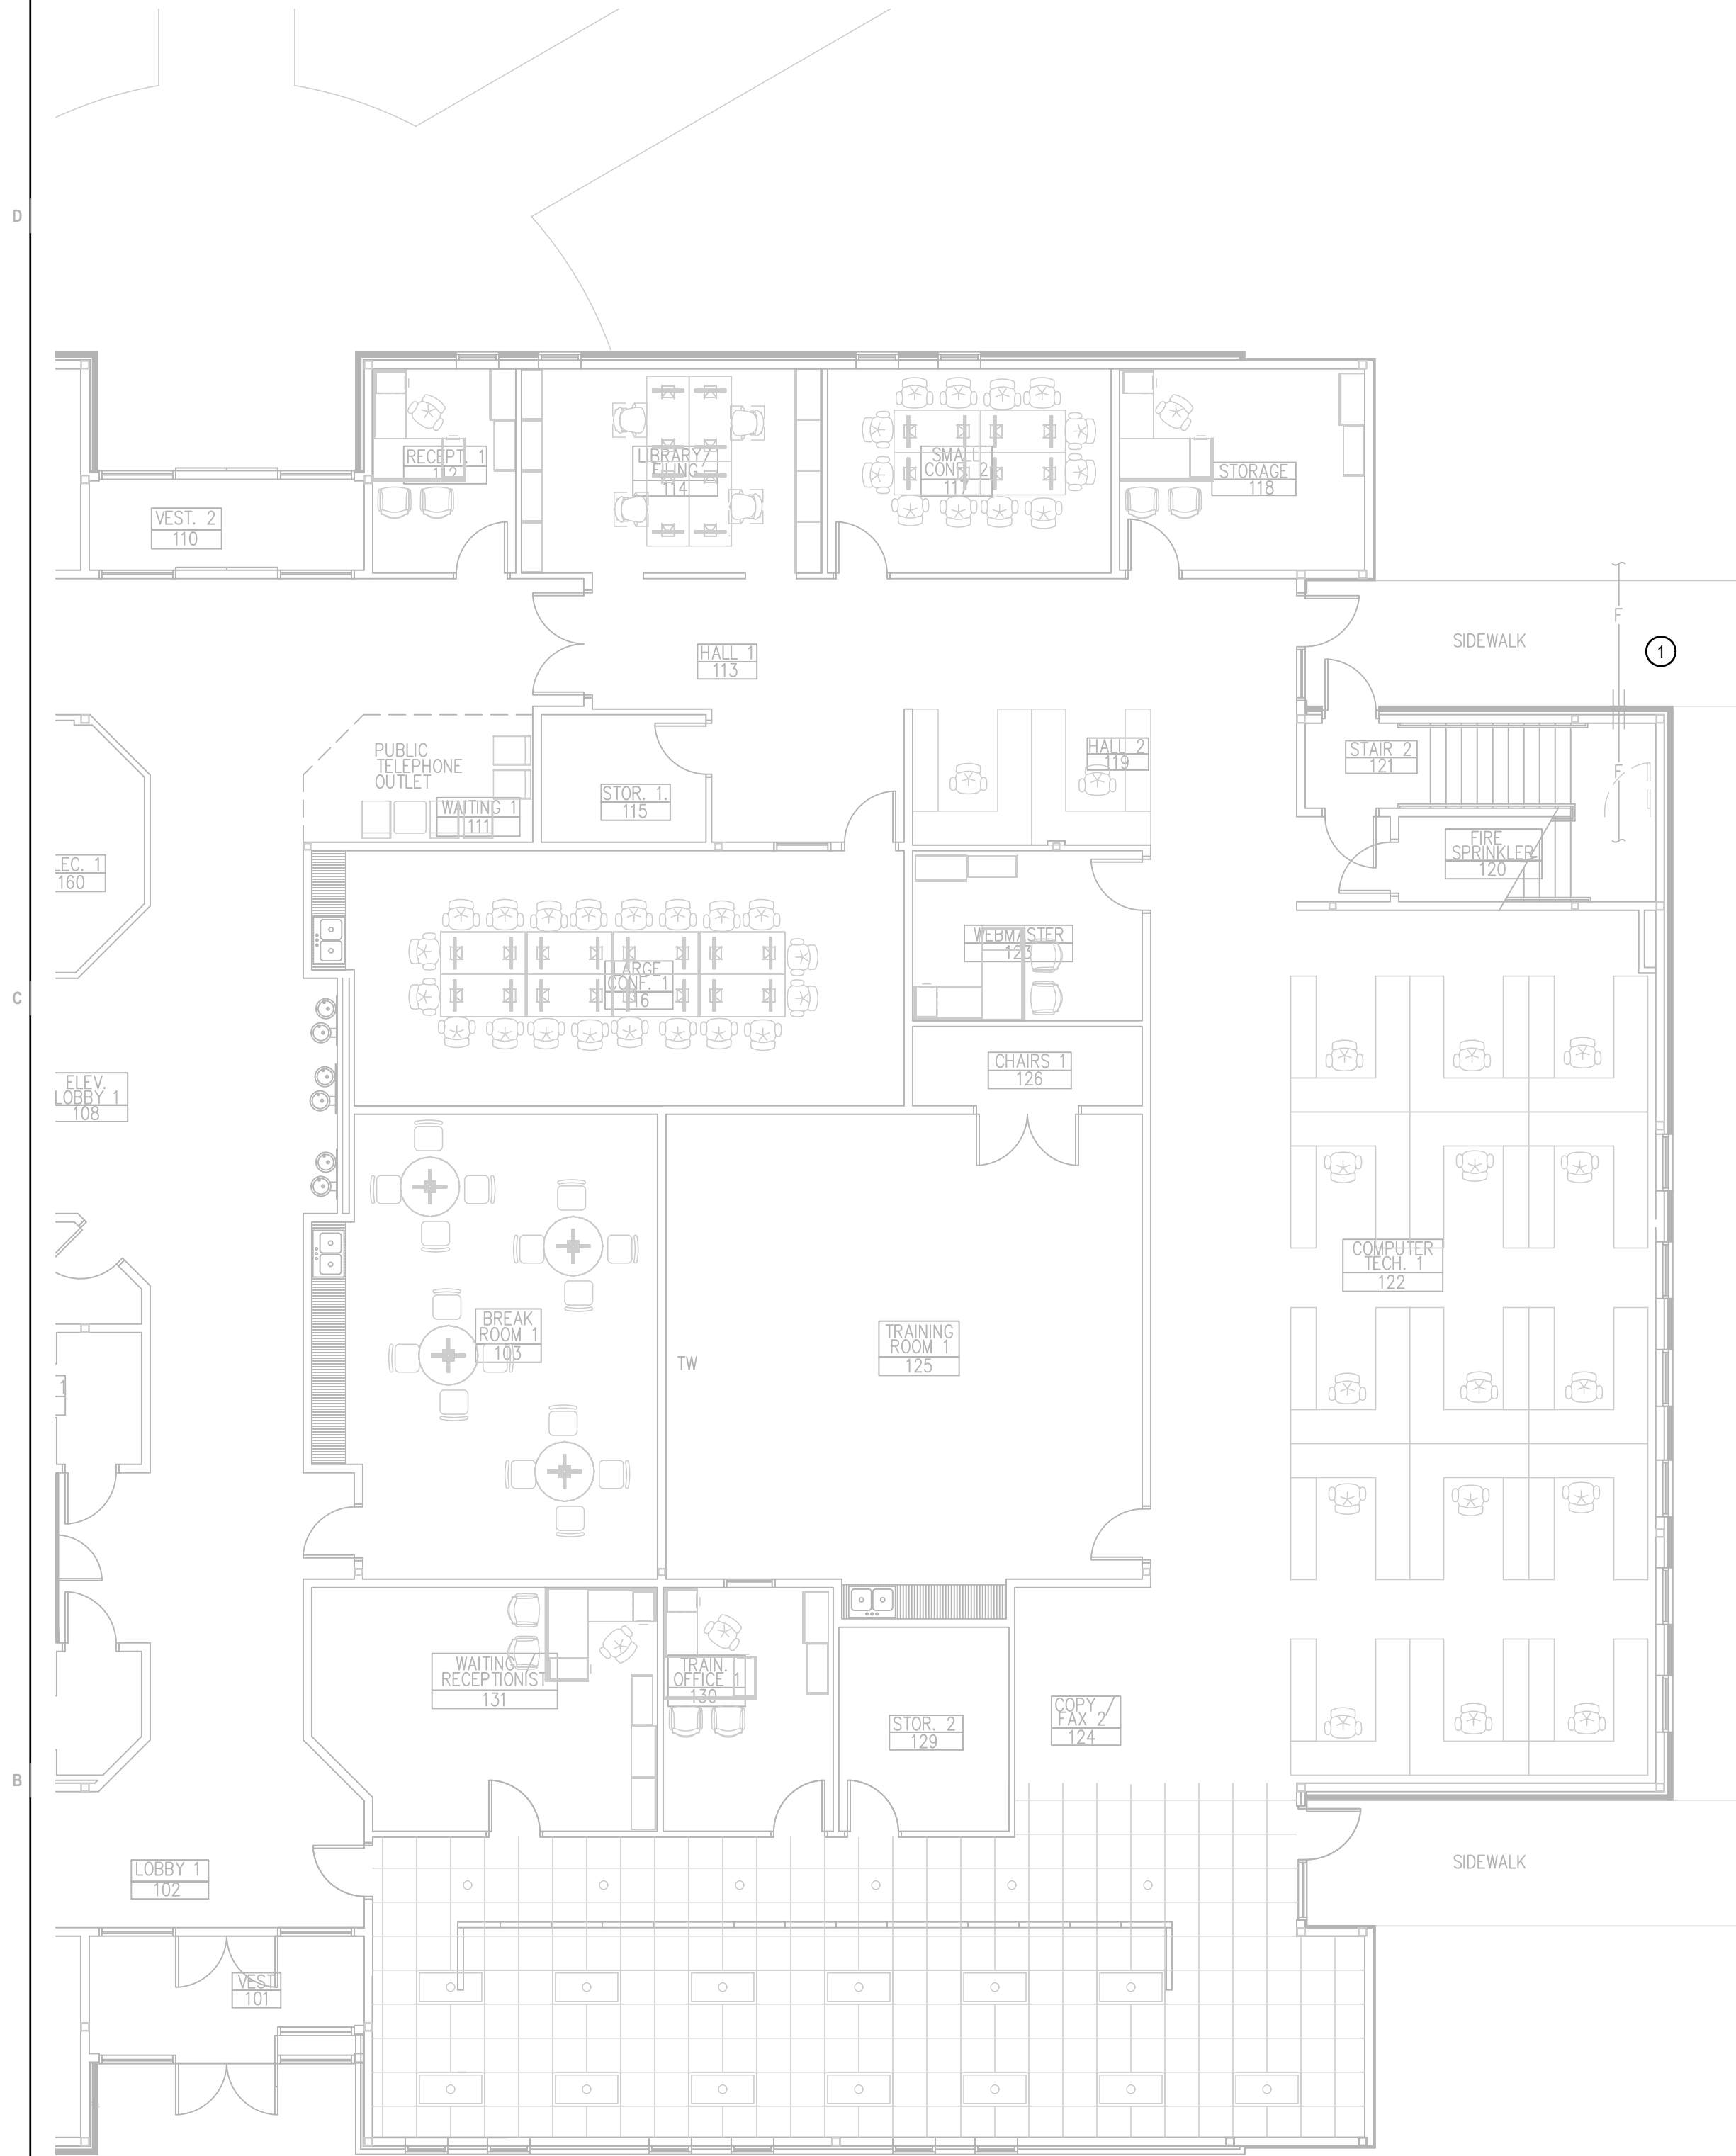 D
RECEPT. 1
112
LIBRARY/
FILING
114
SMALL
CONF. 2
117
STORAGE
118
VEST. 2
110
F
SIDEWALK
1
HALL 1
113
PUBLIC
TELEPHONE
OUTLET
WAITING 1
111
STOR. 1.
115
HALL 2
119
STAIR 2
121
F
FIRE
SPRINKLER
120
LEC. 1
160
WEBMASTER
123
LARGE
CONF. 1
116
C
CHAIRS 1
126
ELEV.
LOBBY 1
108
COMPUTER
TECH. 1
122
BREAK
ROOM 1
103
TW
TRAINING
ROOM 1
125
1
WAITING /
RECEPTIONIST
131
TRAIN.
OFFICE 1
130
STOR. 2
129
COPY /
FAX 2
124
B
LOBBY 1
102
SIDEWALK
VEST
101